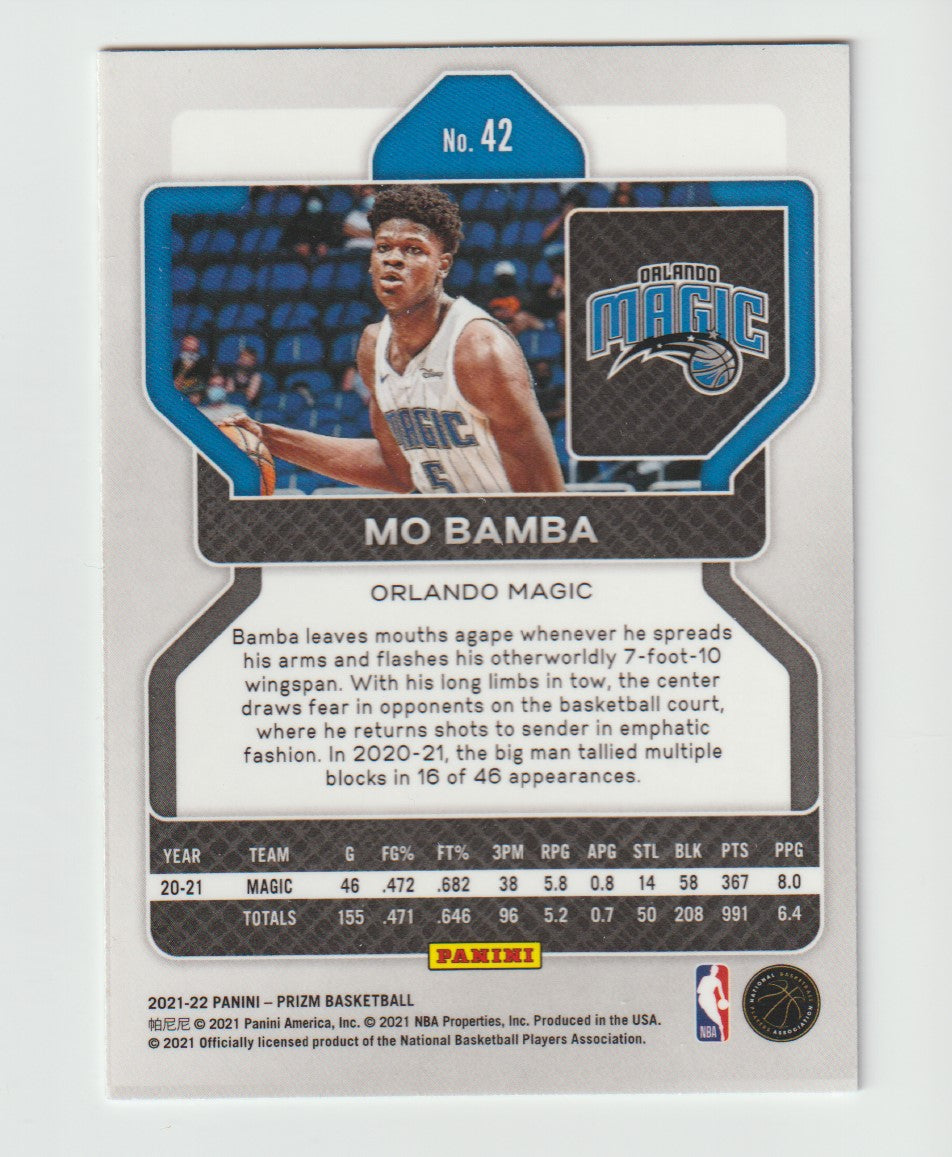 No. 42
ORLANDO
MAGIC
Disney
MAGIC
5
MO BAMBA
ORLANDO MAGIC
Bamba leaves mouths agape whenever he spreads
his arms and flashes his otherworldly 7-foot-10
wingspan. With his long limbs in tow, the center
draws fear in opponents on the basketball court,
where he returns shots to sender in emphatic
fashion. In 2020-21, the big man tallied multiple
blocks in 16 of 46 appearances.
YEAR TEAM G FG% FT% 3PM RPG APG STL BLK PTS PPG
20-21 MAGIC 46 .472 .682 38 5.8 0.8 14 58 367 8.0
TOTALS 155 .471 .646 96 5.2 0.7 50 208 991 6.4
PANINI
2021-22 PANINI – PRIZM BASKETBALL
帕尼尼 © 2021 Panini America, Inc. © 2021 NBA Properties, Inc. Produced in the USA.
© 2021 Officially licensed product of the National Basketball Players Association.
NBA
NATIONAL BASKETBALL
PLAYERS ASSOCIATION